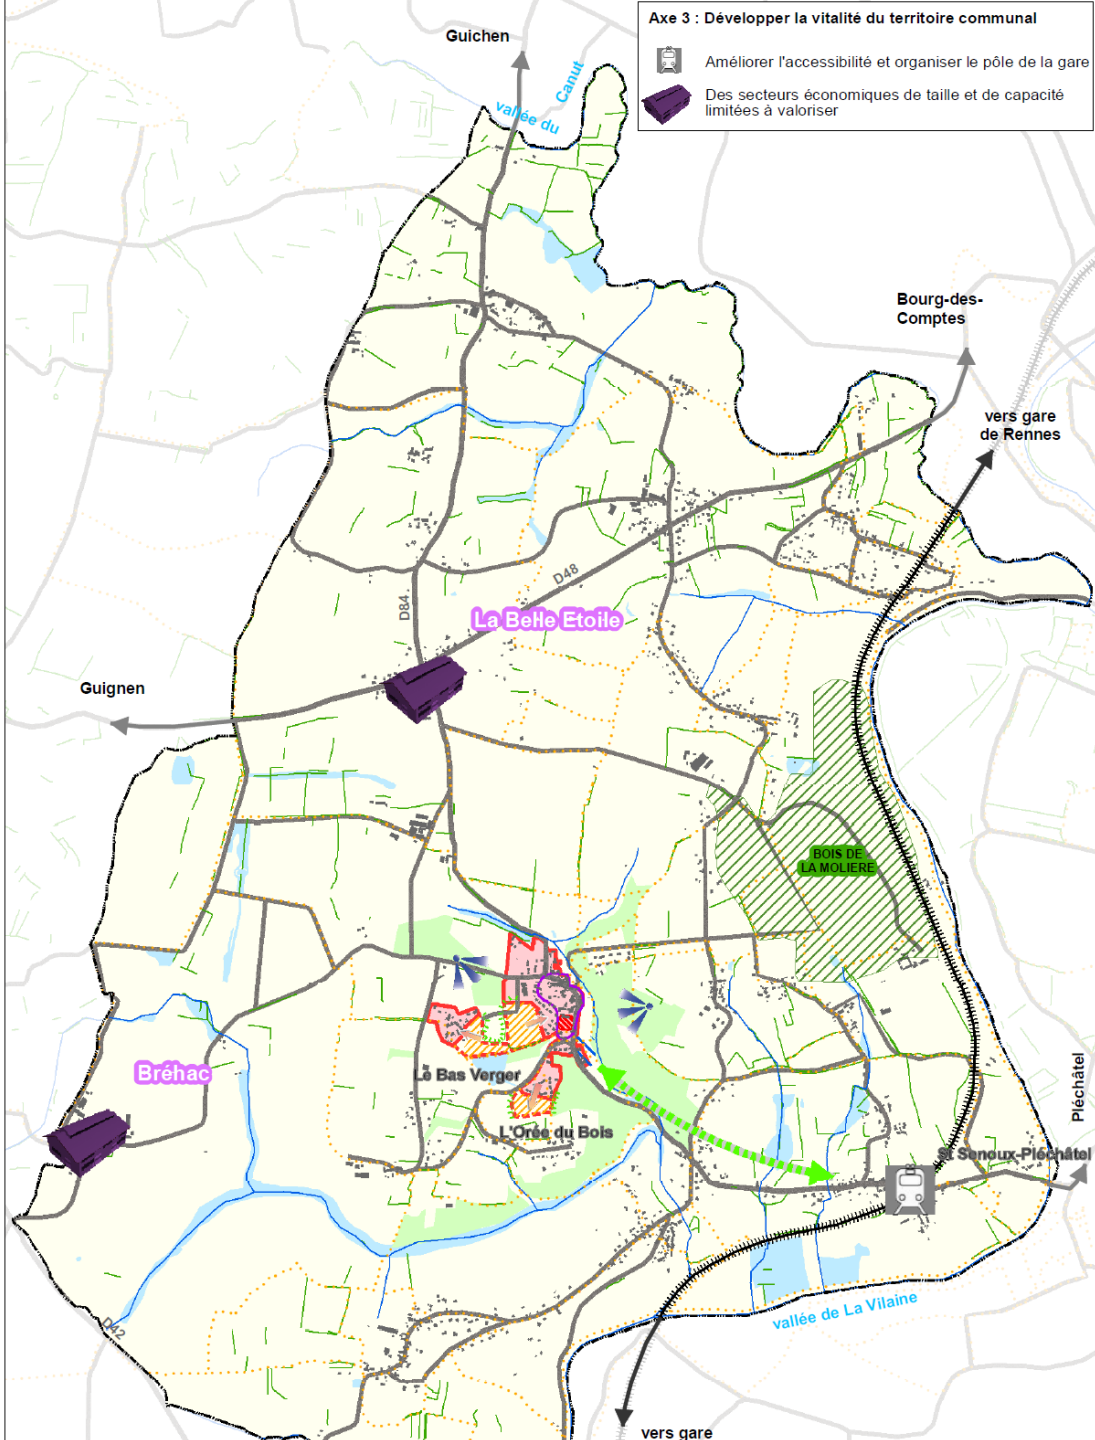 Axe 3 : Développer la vitalité du territoire communal
Améliorer l'accessibilité et organiser le pôle de la gare
Des secteurs économiques de taille et de capacité
limitées à valoriser
Guichen
vallée du
Canut
Bourg-des-
Comptes
vers gare
de Rennes
D48
D84
La Belle Etoile
Guignen
BOIS DE
LA MOLIERE
Bréhac
Le Bas Verger
L'Orée du Bois
Pléchâtel
St Senoux-Pléchâtel
vallée de La Vilaine
D42
vers gare